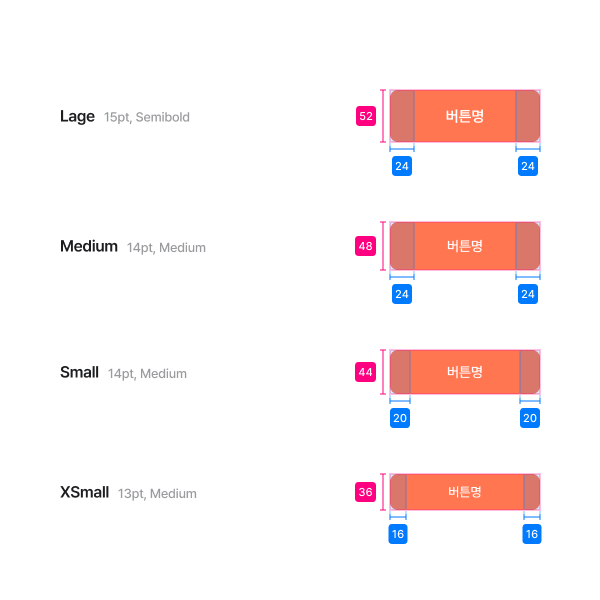 Lage 15pt, Semibold 52 버튼명
24 24
Medium 14pt, Medium 48 버튼명
24 24
Small 14pt, Medium 44 버튼명
20 20
XSmall 13pt, Medium 36 버튼명
16 16